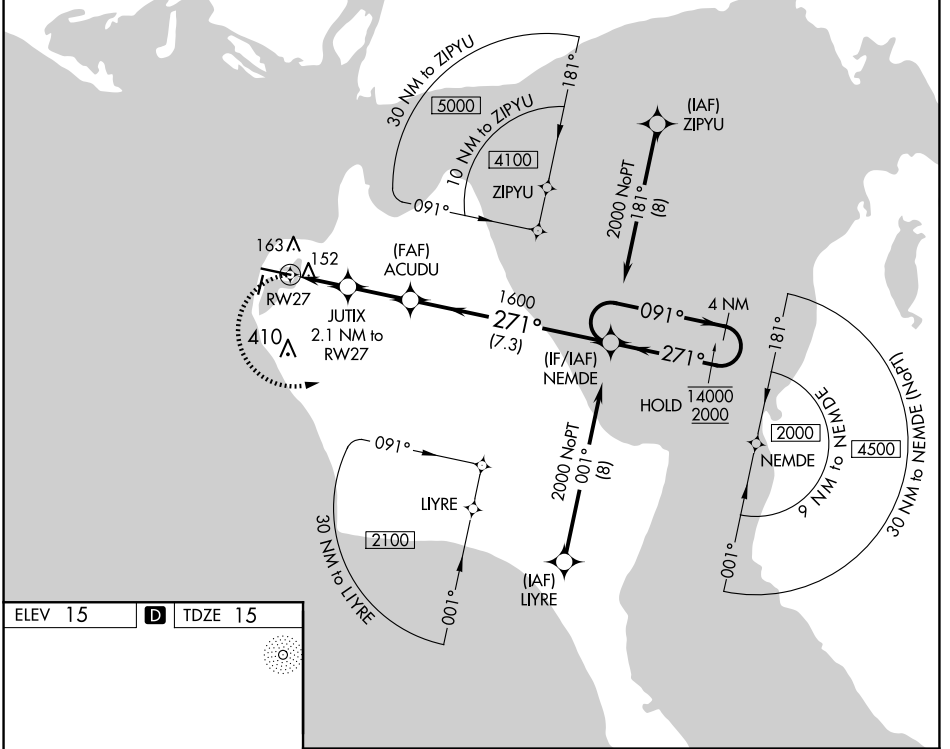 30 NM to ZIPYU
5000
181°
10 NM to ZIPYU
4100
ZIPYU
091°
(IAF)
ZIPYU
2000 NoPT
181°
(8)
163
152
RW27
(FAF)
ACUDU
JUTIX
2.1 NM to
RW27
410
1600
271°
(7.3)
(IF/IAF)
NEMDE
091°
4 NM
271°
HOLD
14000
2000
181°
2000
NEMDE
9 NM to NEMDE
4500
30 NM to NEMDE (NoPT)
001°
2000 NoPT
001°
(8)
(IAF)
LIYRE
091°
LIYRE
2100
30 NM to LIYRE
001°
ELEV 15
D
TDZE 15